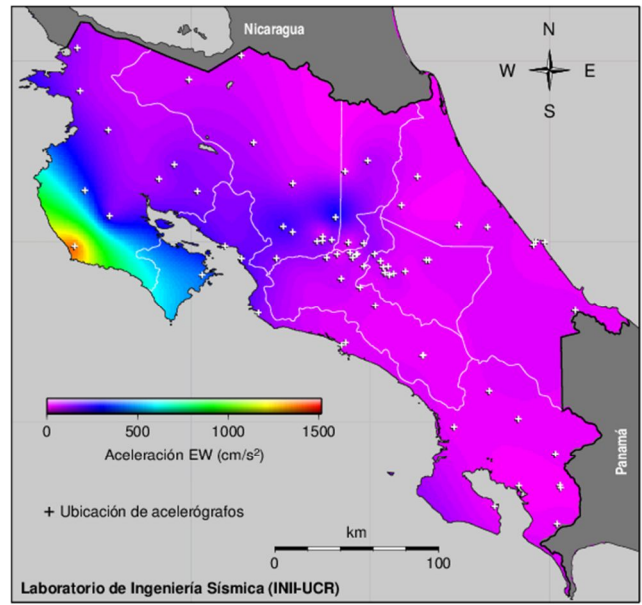 Nicaragua
N
W E
S
0 500 1000 1500
Aceleración EW (cm/s²)
+ Ubicación de acelerógrafos
Panamá
km
0 100
Laboratorio de Ingeniería Sísmica (INII-UCR)